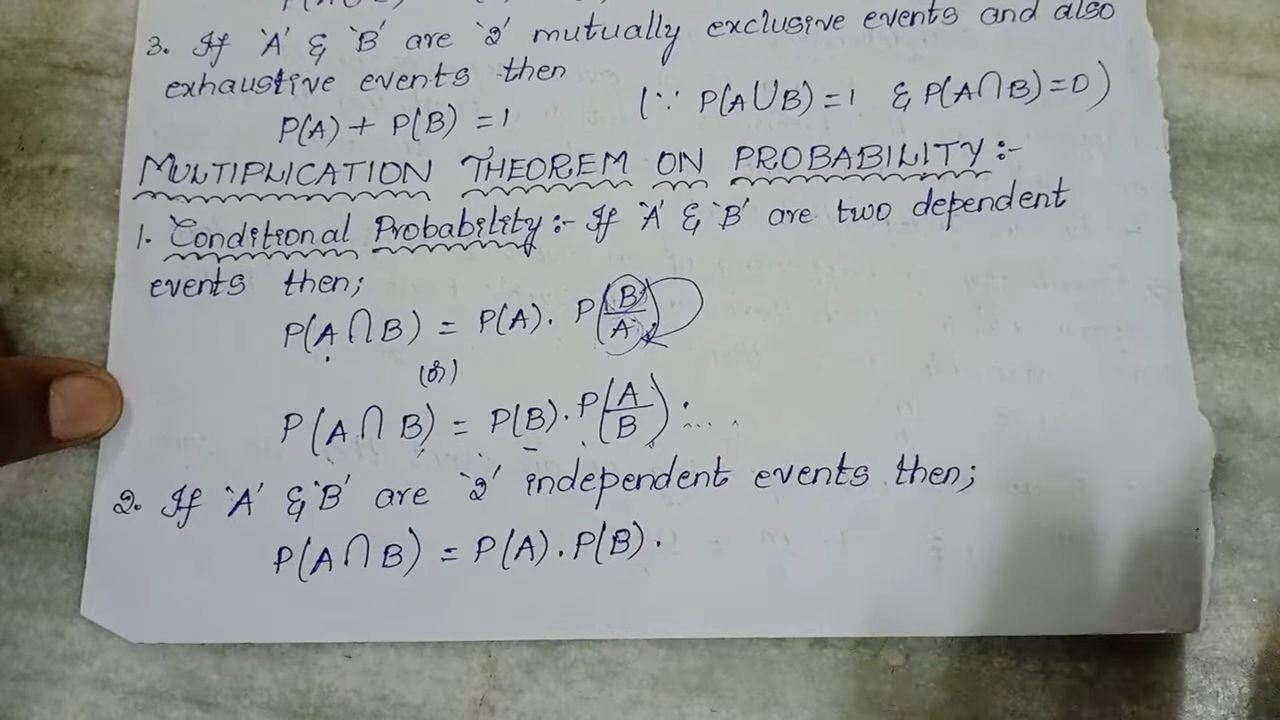 3. If 'A' & 'B' are '2' mutually exclusive events and also
exhaustive events then
P(A) + P(B) = 1 (∵ P(A∪B) = 1 & P(A∩B) = 0)
MULTIPLICATION THEOREM ON PROBABILITY :-
1. Conditional Probability :- If 'A' & 'B' are two dependent
events then;
P(A∩B) = P(A). P(B/A)
(or)
P(A∩B) = P(B). P(A/B).
2. If 'A' & 'B' are '2' independent events then;
P(A∩B) = P(A). P(B).